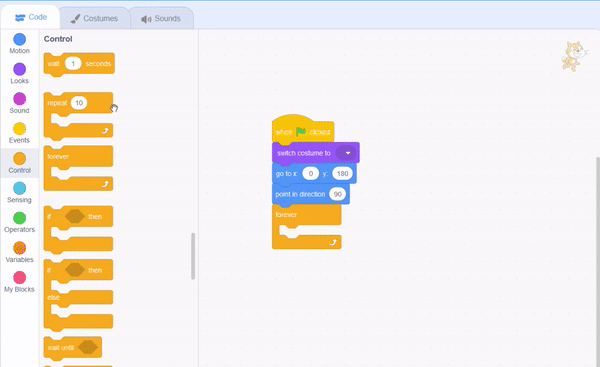 Code
Costumes
Sounds
Motion
Looks
Sound
Events
Control
Sensing
Operators
Variables
My Blocks
Control
wait 1 seconds
repeat 10
forever
if then
if then
else
wait until
when clicked
switch costume to
go to x: 0 y: 180
point in direction 90
forever